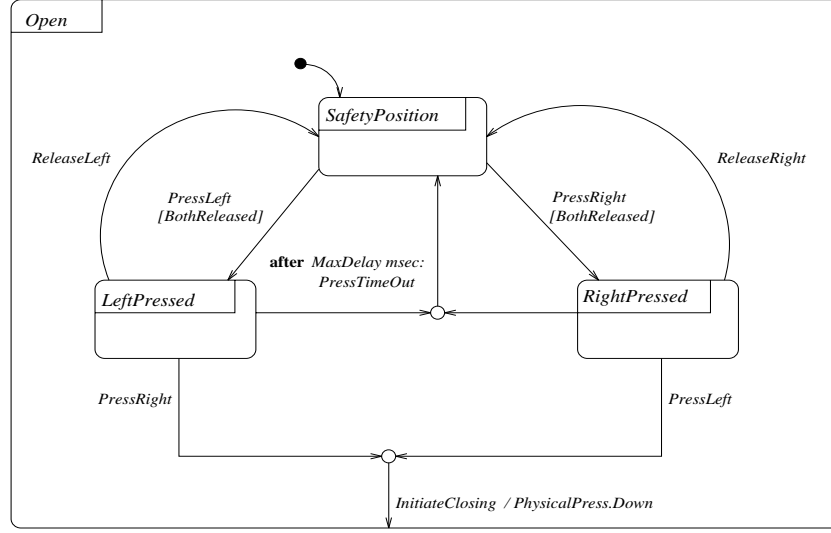 Open
SafetyPosition
ReleaseLeft
ReleaseRight
PressLeft
[BothReleased]
PressRight
[BothReleased]
after MaxDelay msec:
PressTimeOut
LeftPressed
RightPressed
PressRight
PressLeft
InitiateClosing / PhysicalPress.Down